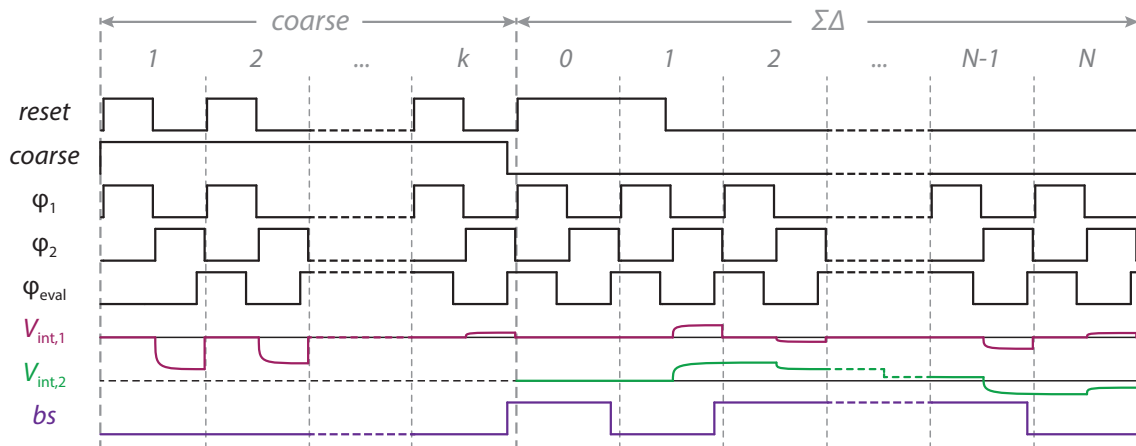 coarse ΣΔ
1 2 ... k 0 1 2 ... N-1 N
reset
coarse
φ1
φ2
φeval
Vint,1
Vint,2
bs